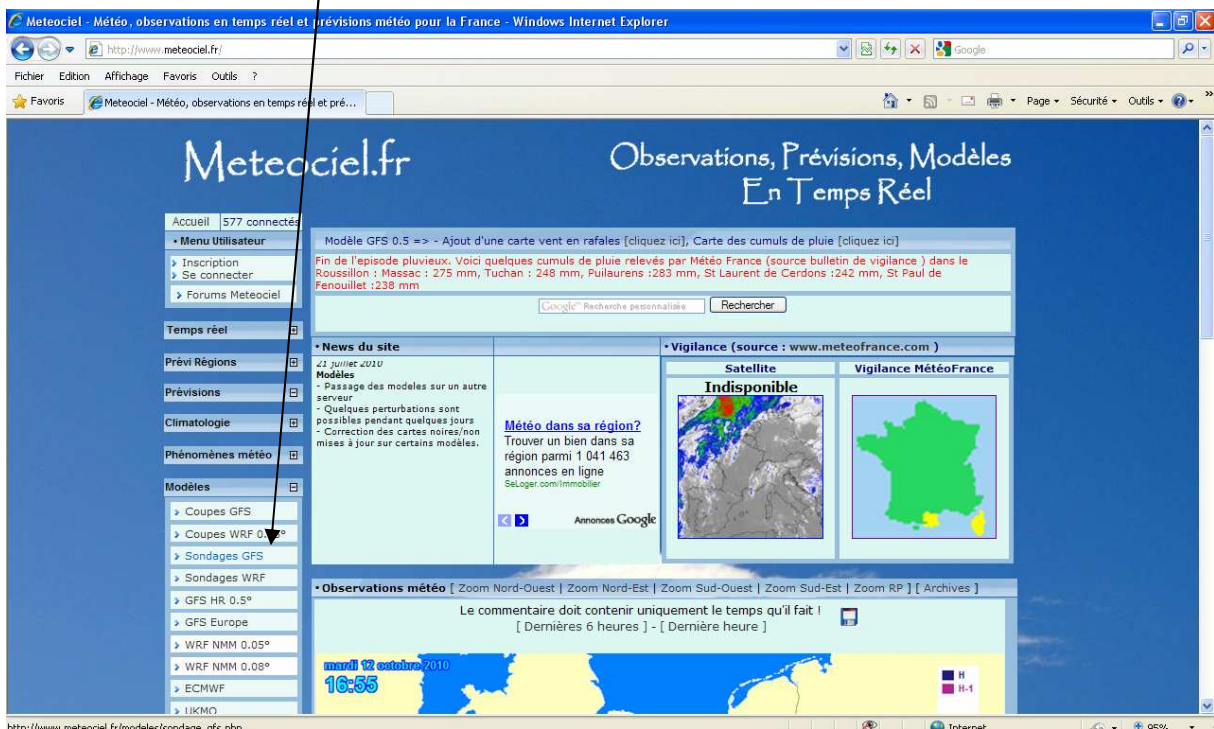 Meteociel - Météo, observations en temps réel et prévisions météo pour la France - Windows Internet Explorer
http://www.meteociel.fr/
Google
Fichier Edition Affichage Favoris Outils ?
Favoris
Meteociel - Météo, observations en temps réel et pré...
Page Sécurité Outils
Meteociel.fr
Observations, Prévisions, Modèles
En Temps Réel
Accueil 577 connectés
• Menu Utilisateur
Inscription
Se connecter
Forums Meteociel
Temps réel
Prévi Régions
Prévisions
Climatologie
Phénomènes météo
Modèles
Coupes GFS
Coupes WRF
Sondages GFS
Sondages WRF
GFS HR 0.5°
GFS Europe
WRF NMM 0.05°
WRF NMM 0.08°
ECMWF
UKMO
Modèle GFS 0.5 => - Ajout d'une carte vent en rafales [cliquez ici], Carte des cumuls de pluie [cliquez ici]
Fin de l'episode pluvieux. Voici quelques cumuls de pluie relevés par Météo France (source bulletin de vigilance ) dans le
Roussillon : Massac : 275 mm, Tuchan : 248 mm, Puilaurens :283 mm, St Laurent de Cerdons :242 mm, St Paul de
Fenouillet :238 mm
Google™ Recherche personnalisée Rechercher
• News du site
21 juillet 2010
Modèles
- Passage des modeles sur un autre
serveur
- Quelques perturbations sont
possibles pendant quelques jours
- Correction des cartes noires/non
mises à jour sur certains modèles.
Météo dans sa région?
Trouver un bien dans sa
région parmi 1 041 463
annonces en ligne
SeLoger.com/Immobilier
Annonces Google
• Vigilance (source : www.meteofrance.com )
Satellite
Indisponible
Vigilance MétéoFrance
• Observations météo [ Zoom Nord-Ouest | Zoom Nord-Est | Zoom Sud-Ouest | Zoom Sud-Est | Zoom RP ] [ Archives ]
Le commentaire doit contenir uniquement le temps qu'il fait !
[ Dernières 6 heures ] - [ Dernière heure ]
mardi 12 octobre 2010
16:55
H
H-1
http://www.meteociel.fr/modeles/sondage_gfs.php
Internet
95%